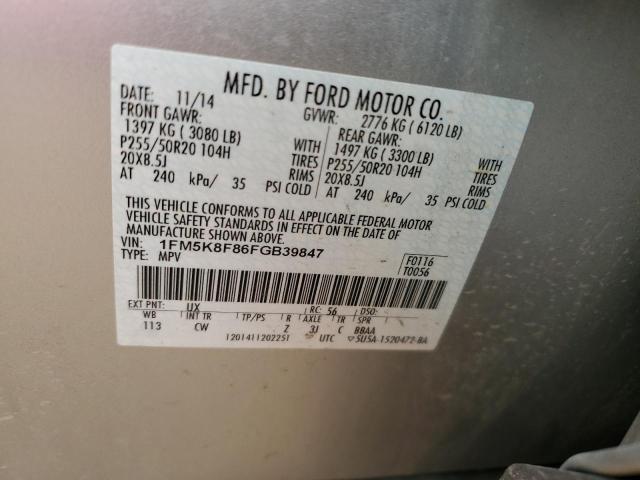 MFD. BY FORD MOTOR CO.
DATE: 11/14 GVWR: 2776 KG ( 6120 LB)
FRONT GAWR: REAR GAWR:
1397 KG ( 3080 LB) WITH 1497 KG ( 3300 LB) WITH
P255/50R20 104H TIRES P255/50R20 104H TIRES
20X8.5J RIMS 20X8.5J RIMS
AT 240 kPa/ 35 PSI COLD AT 240 kPa/ 35 PSI COLD
THIS VEHICLE CONFORMS TO ALL APPLICABLE FEDERAL MOTOR
VEHICLE SAFETY STANDARDS IN EFFECT ON THE DATE OF
MANUFACTURE SHOWN ABOVE.
VIN: 1FM5K8F86FGB39847
TYPE: MPV
F0116
T0056
EXT PNT: UX RC: 56 DSO:
WB INT TR TP/PS R AXLE TR SPR
113 CW Z 3J C BBAA
1201411202251 UTC 5U5A-1520472-BA